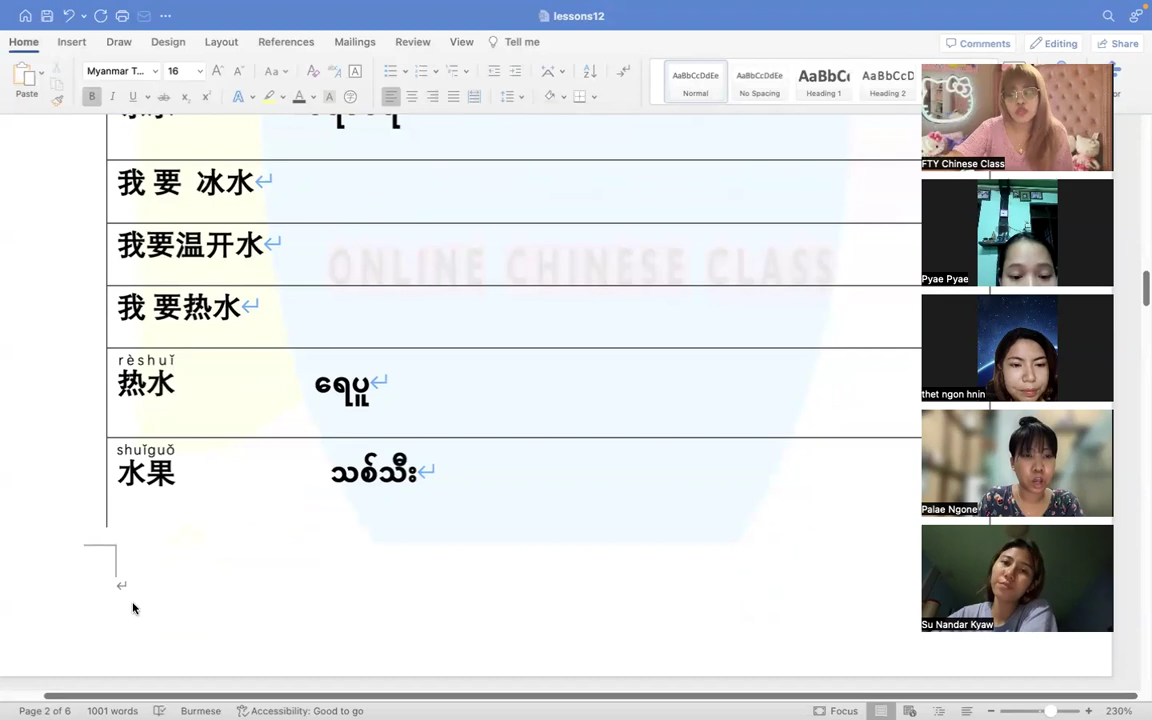 lessons12
Home Insert Draw Design Layout References Mailings Review View Tell me Comments Editing Share
Paste Myanmar T... 16
AaBbCcDdEe AaBbCcDdEe AaBbC( AaBbCcD
Normal No Spacing Heading 1 Heading 2
FTY Chinese Class
我 要 冰水
我要温开水
ONLINE CHINESE CLASS
Pyae Pyae
我 要热水
rèshuǐ
热水 ရေပူ
thet ngon hnin
shuǐguǒ
水果 သစ်သီး
Palae Ngone
Su Nandar Kyaw
Page 2 of 6 1001 words Burmese Accessibility: Good to go Focus 230%